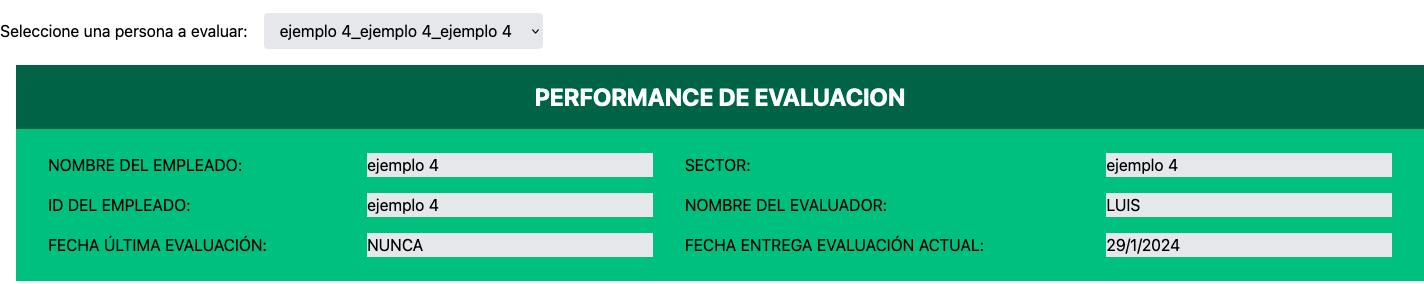 Seleccione una persona a evaluar: ejemplo 4_ejemplo 4_ejemplo 4
PERFORMANCE DE EVALUACION
NOMBRE DEL EMPLEADO: ejemplo 4 SECTOR: ejemplo 4
ID DEL EMPLEADO: ejemplo 4 NOMBRE DEL EVALUADOR: LUIS
FECHA ÚLTIMA EVALUACIÓN: NUNCA FECHA ENTREGA EVALUACIÓN ACTUAL: 29/1/2024